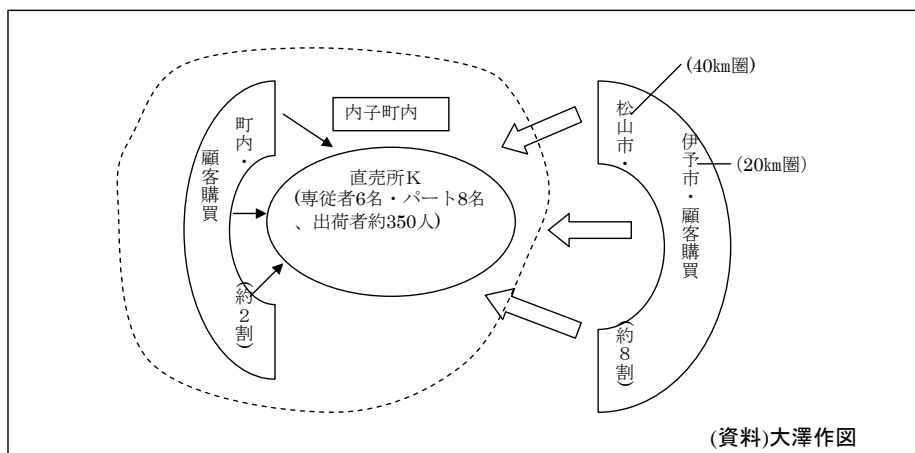 (40㎞圏)
内子町内
町内・
顧客購買
(約2割)
直売所K
(専従者6名・パート8名
、出荷者約350人)
松山市・
伊予市・顧客購買
(約8割)
(20㎞圏)
(資料)大澤作図